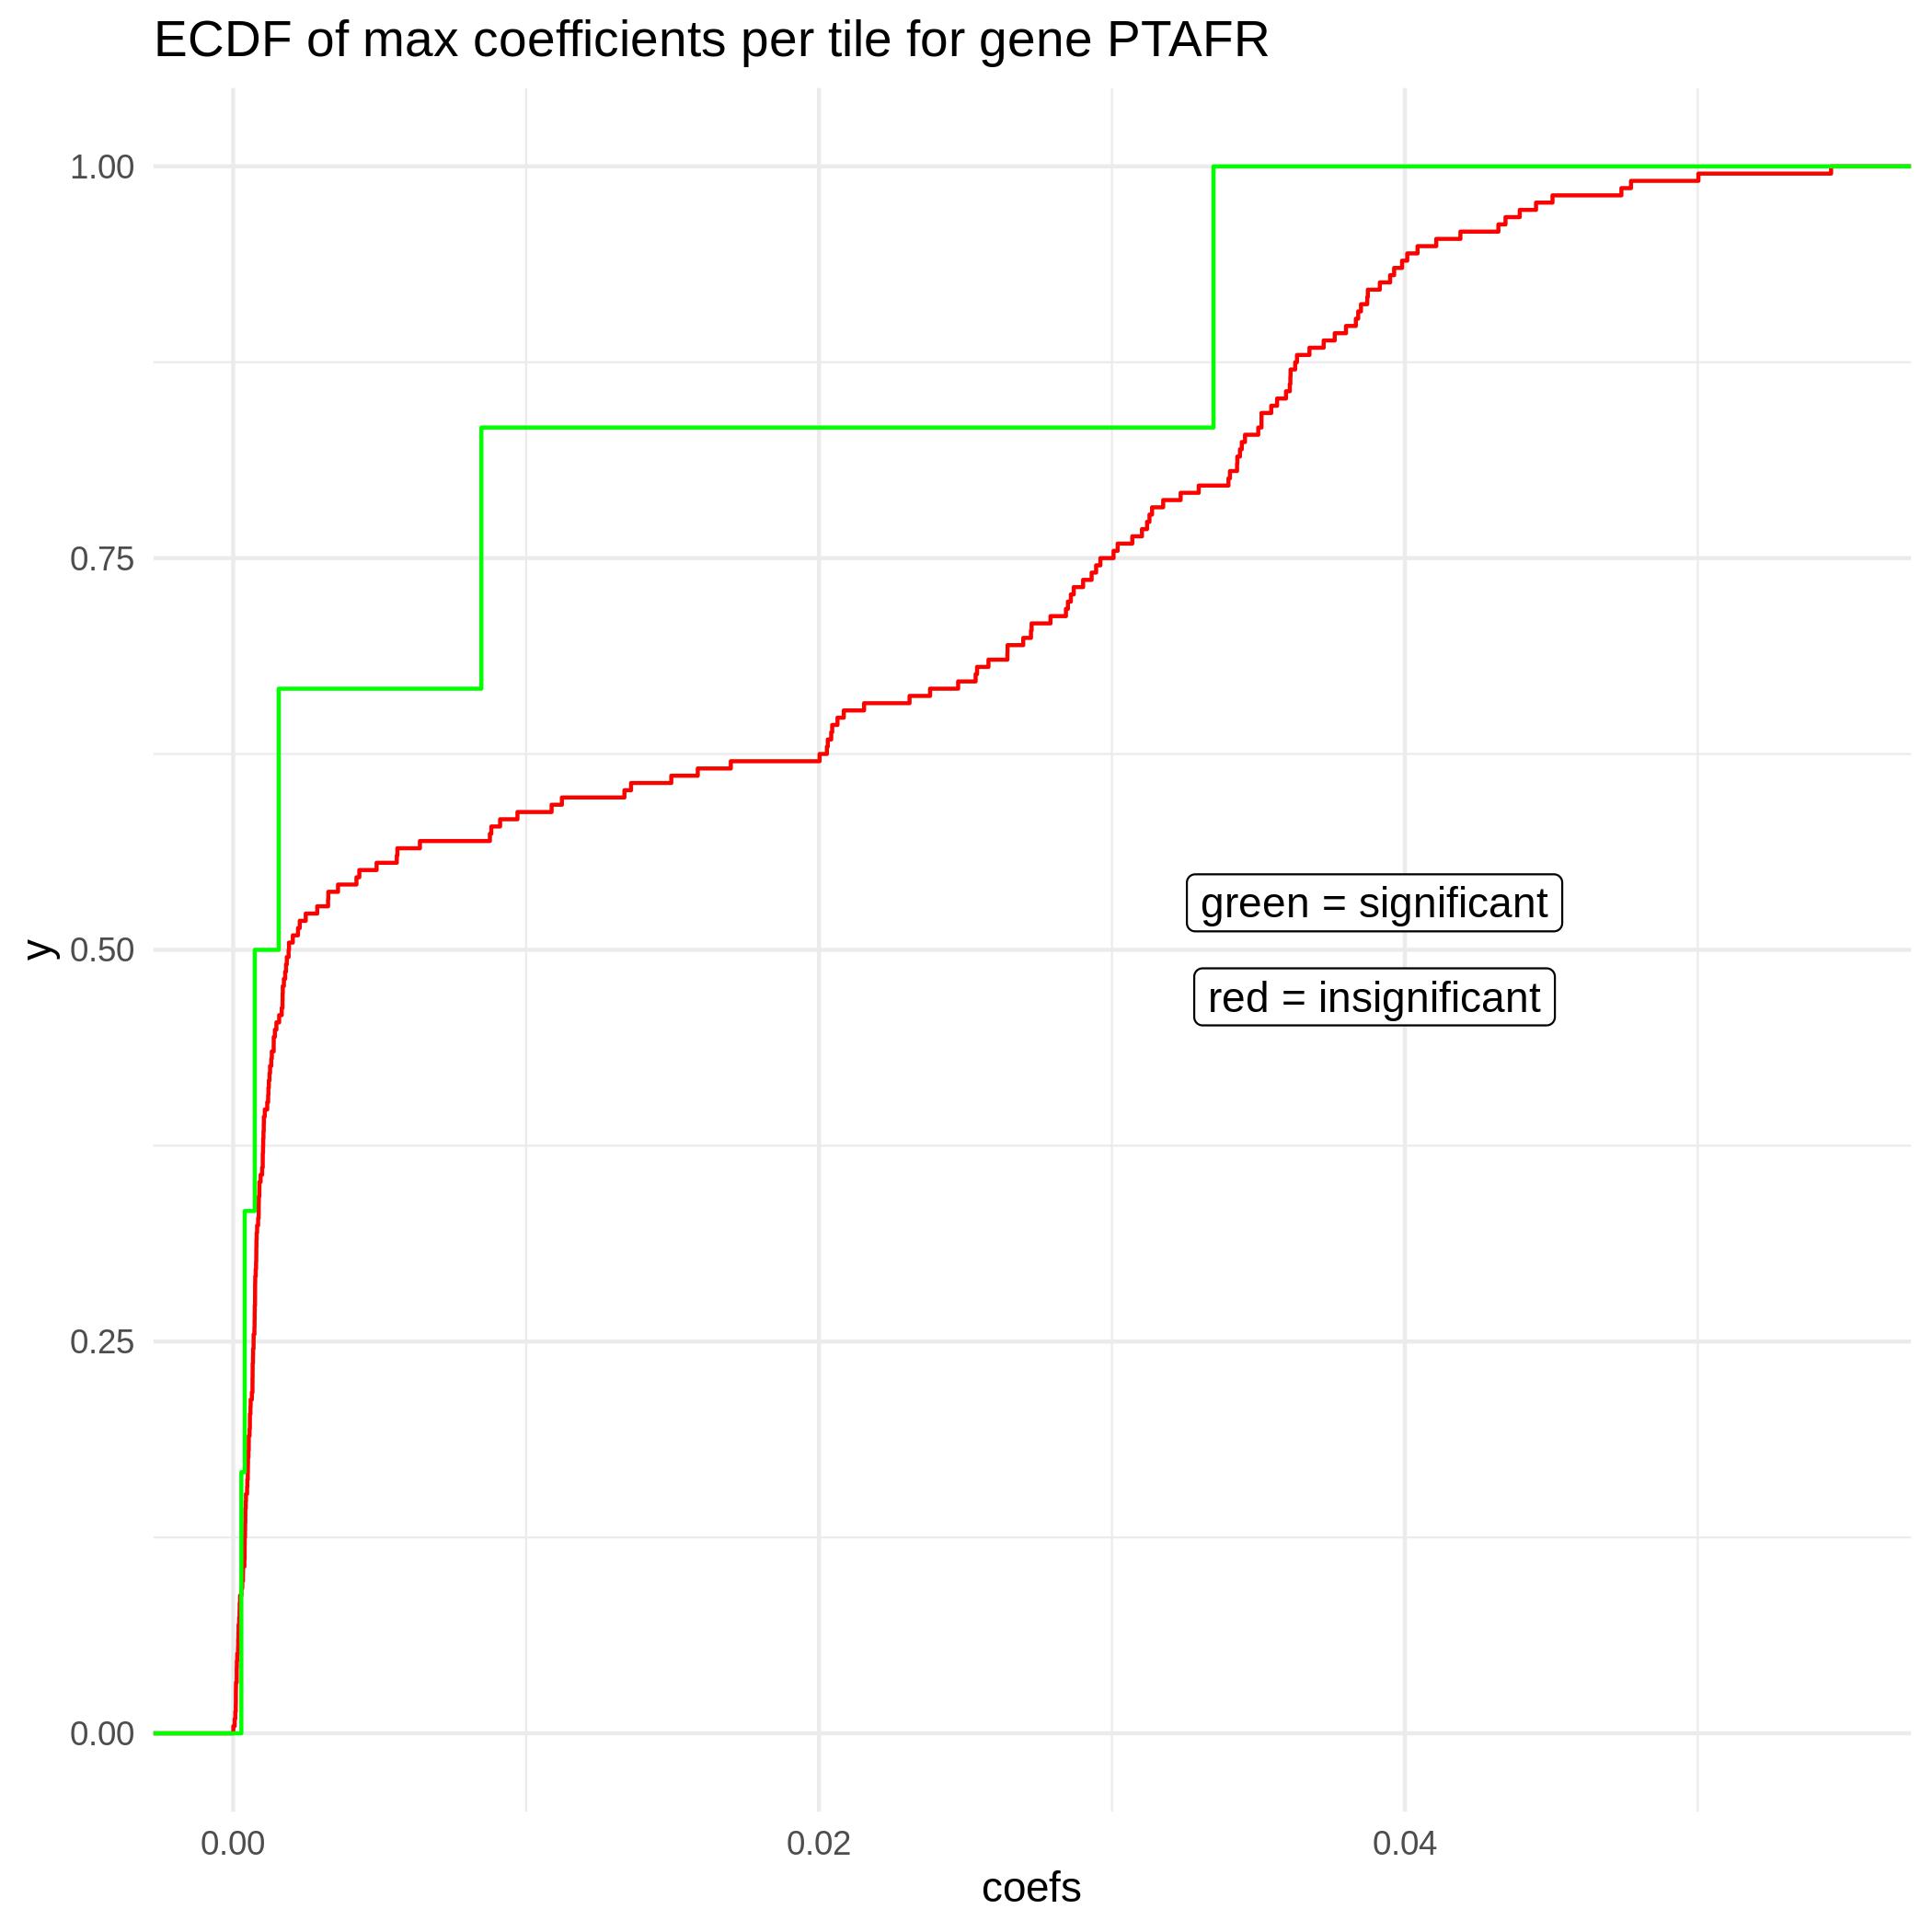 ECDF of max coefficients per tile for gene PTAFR
1.00
0.75
0.50
0.25
0.00
y
green = significant
red = insignificant
0.00 0.02 0.04
coefs